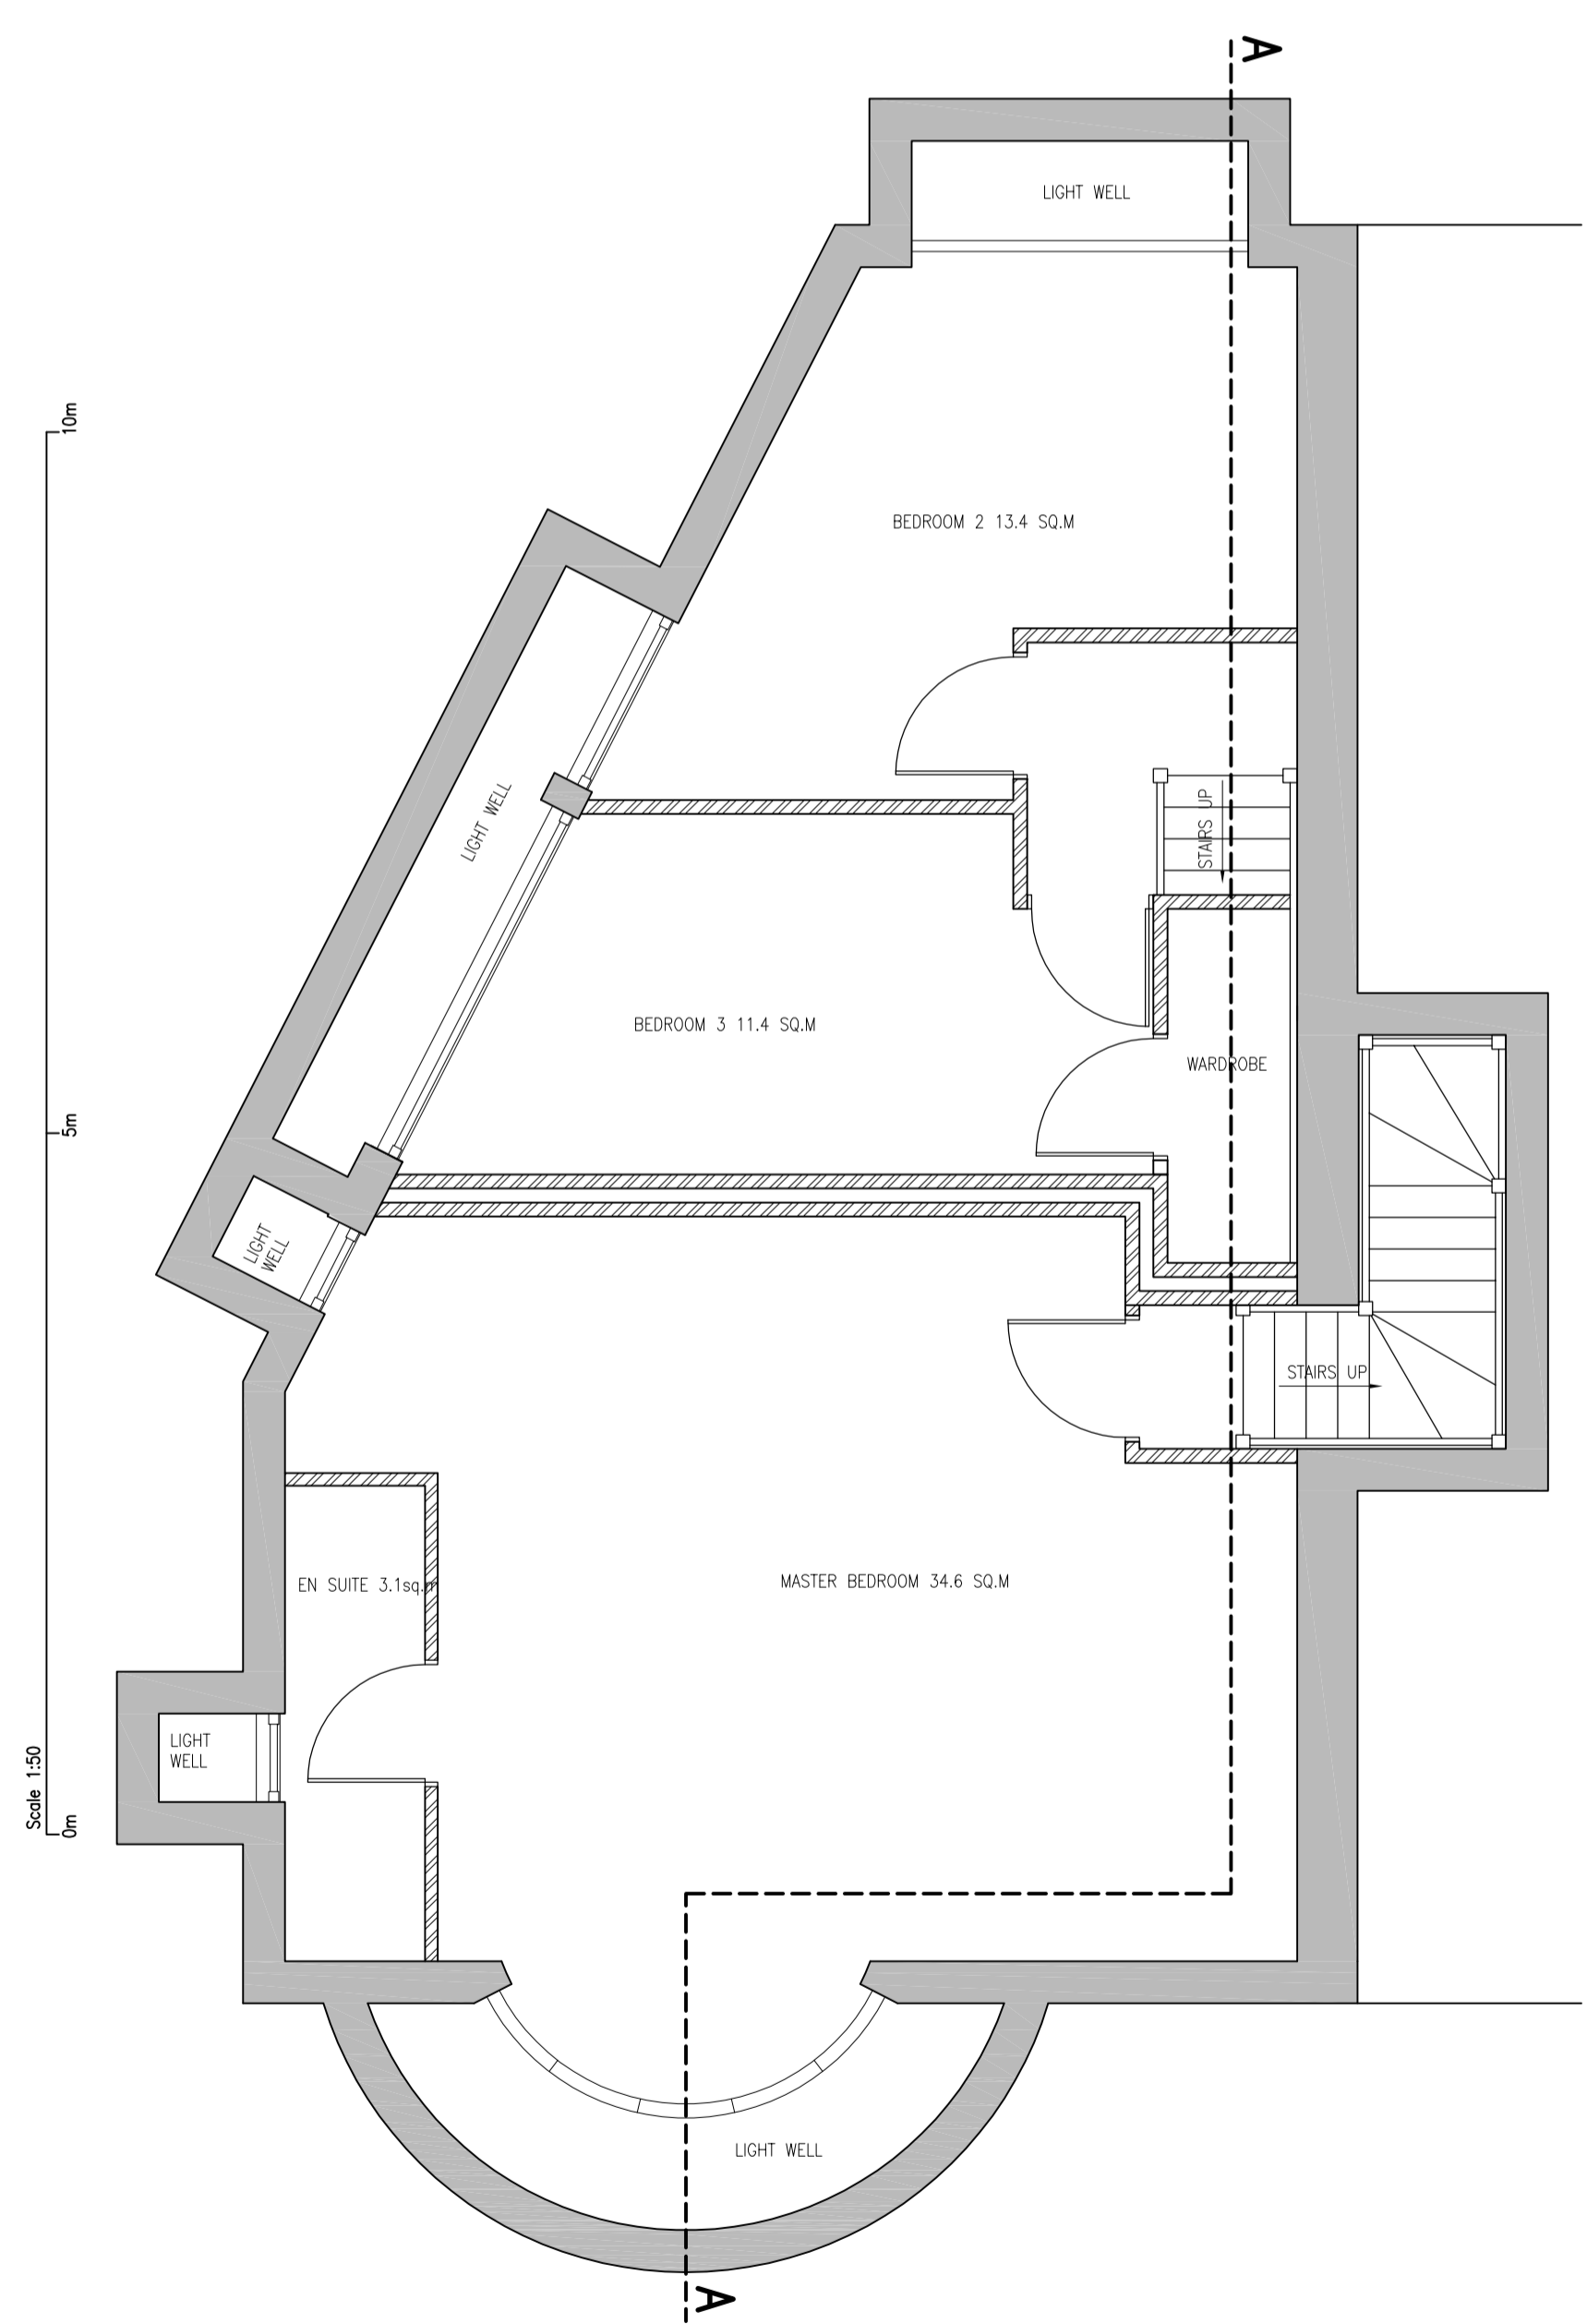 A
LIGHT WELL
10m
BEDROOM 2 13.4 SQ.M
LIGHT WELL
STAIRS UP
BEDROOM 3 11.4 SQ.M
WARDROBE
5m
LIGHT
WELL
STAIRS UP
EN SUITE 3.1sq.m
MASTER BEDROOM 34.6 SQ.M
LIGHT
WELL
Scale 1:50
0m
LIGHT WELL
A